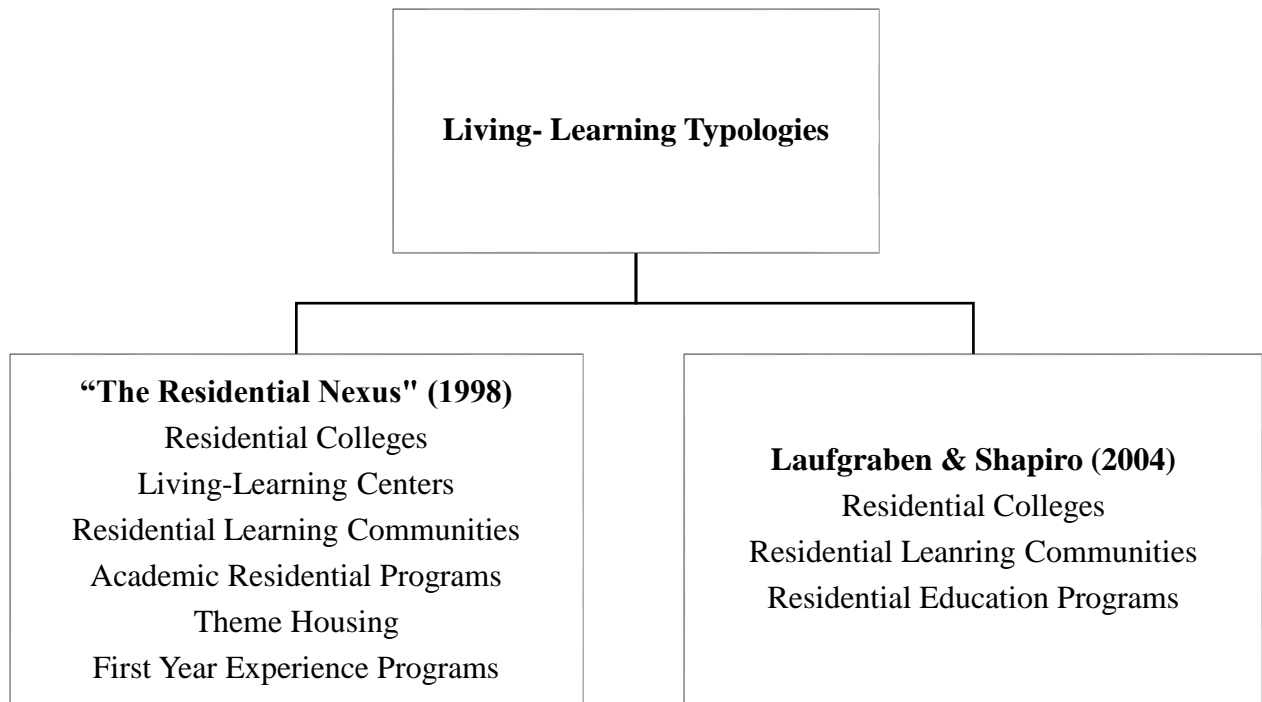 Living- Learning Typologies
“The Residential Nexus" (1998)
Residential Colleges
Living-Learning Centers
Residential Learning Communities
Academic Residential Programs
Theme Housing
First Year Experience Programs
Laufgraben & Shapiro (2004)
Residential Colleges
Residential Leanring Communities
Residential Education Programs